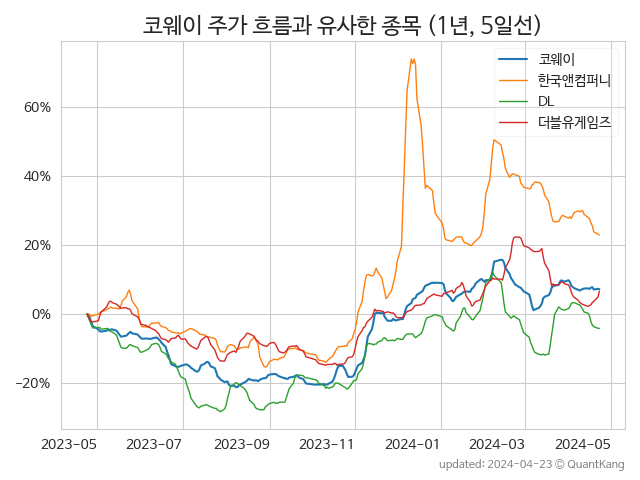 코웨이 주가 흐름과 유사한 종목 (1년, 5일선)
코웨이
한국앤컴퍼니
DL
더블유게임즈
60%
40%
20%
0%
−20%
2023-05 2023-07 2023-09 2023-11 2024-01 2024-03 2024-05
updated: 2024-04-23 © QuantKang